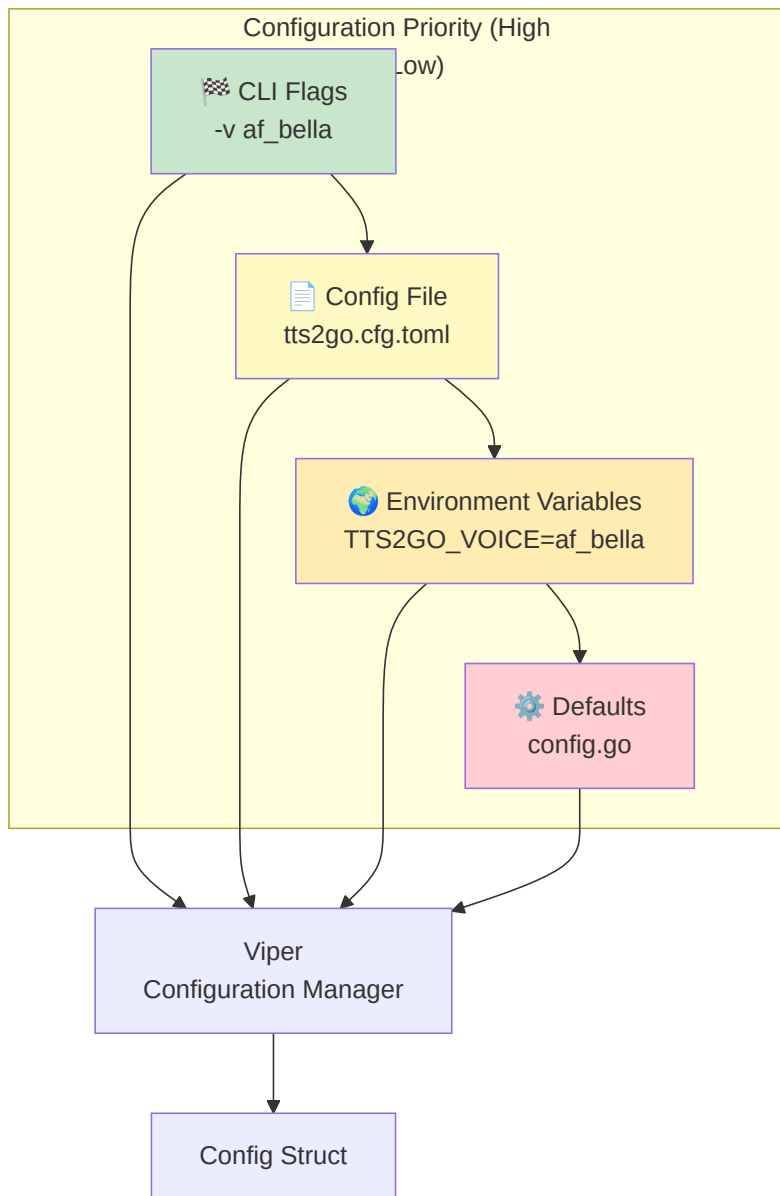 Configuration Priority (High
Low)
🏁 CLI Flags
-v af_bella
📄 Config File
tts2go.cfg.toml
🌍 Environment Variables
TTS2GO_VOICE=af_bella
⚙️ Defaults
config.go
Viper
Configuration Manager
Config Struct